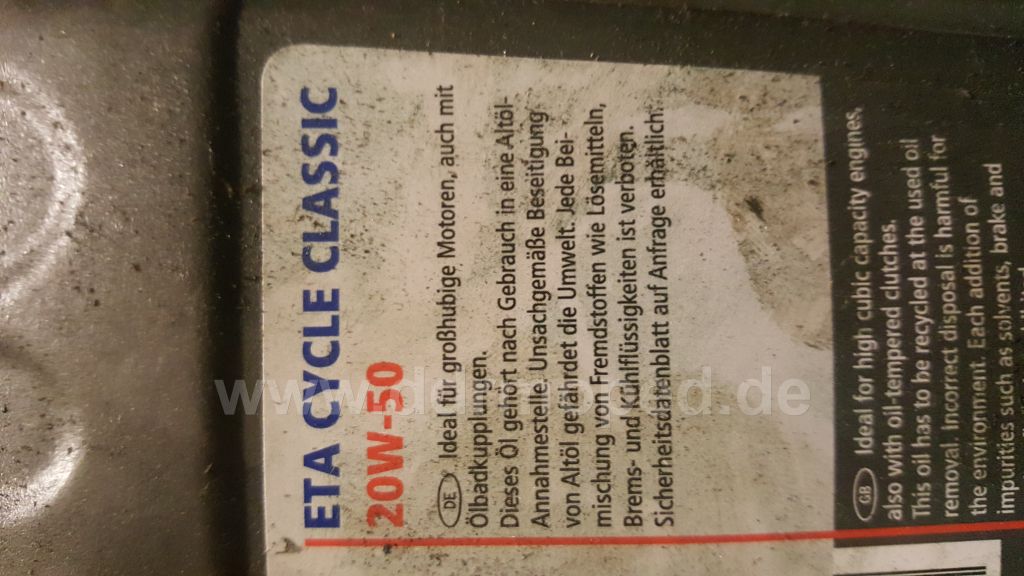 ETA CYCLE CLASSIC
20W-50
DE Ideal für großhubige Motoren, auch mit
Ölbadkupplungen.
Dieses Öl gehört nach Gebrauch in eine Altöl-
Annahmestelle. Unsachgemäße Beseitigung
von Altöl gefährdet die Umwelt. Jede Bei-
mischung von Fremdstoffen wie Lösemitteln,
Brems- und Kühlflüssigkeiten ist verboten.
Sicherheitsdatenblatt auf Anfrage erhältlich.
GB Ideal for high cubic capacity engines,
also with oil-tempered clutches.
This oil has to be recycled at the used oil
removal. Incorrect disposal is harmful for
the environment. Each addition of
impurities such as solvents, brake and